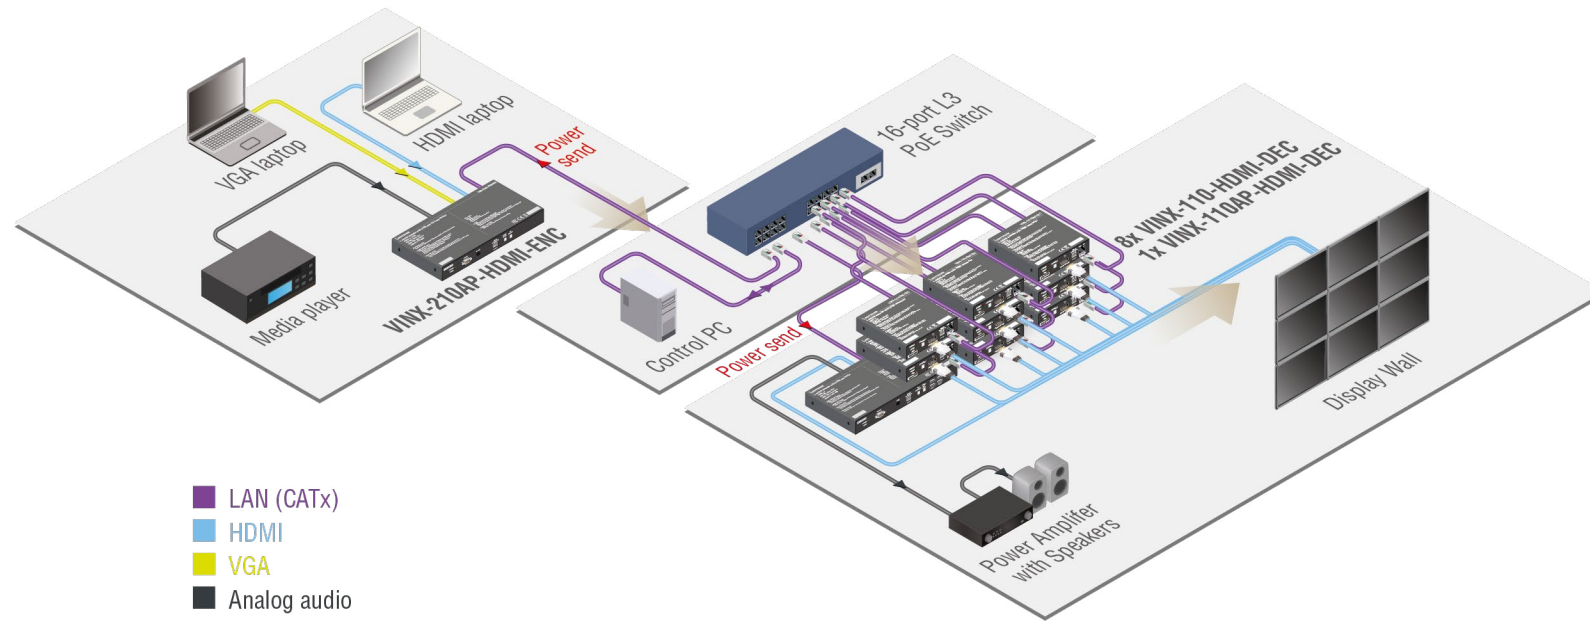 VGA laptop
HDMI laptop
Power
send
Media player
VINX-210AP-HDMI-ENC
16-port L3
PoE Switch
Control PC
Power send
8x VINX-110-HDMI-DEC
1x VINX-110AP-HDMI-DEC
Display Wall
Power Amplifer
with Speakers
LAN (CATx)
HDMI
VGA
Analog audio